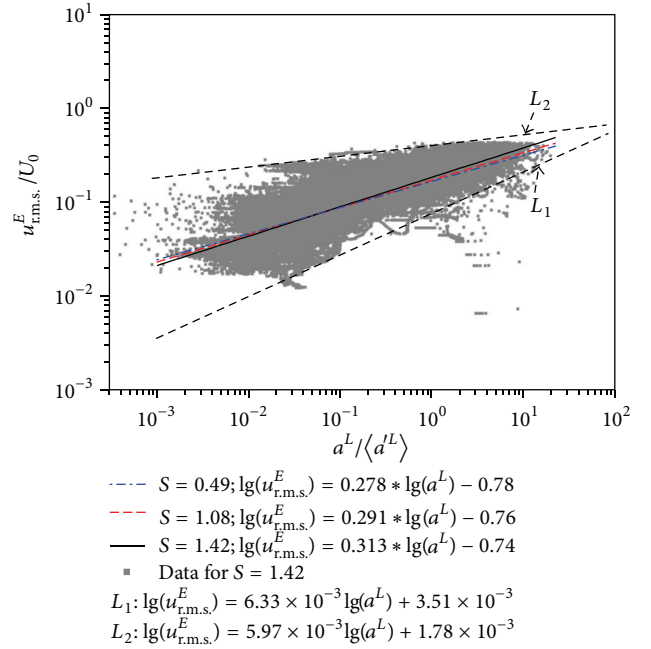 10^1
10^0
10^−1
10^−2
10^−3
u^E_r.m.s./U_0
L_2
L_1
10^−3 10^−2 10^−1 10^0 10^1 10^2
a^L/⟨a′^L⟩
S = 0.49; lg(u^E_r.m.s.) = 0.278 ∗ lg(a^L) − 0.78
S = 1.08; lg(u^E_r.m.s.) = 0.291 ∗ lg(a^L) − 0.76
S = 1.42; lg(u^E_r.m.s.) = 0.313 ∗ lg(a^L) − 0.74
Data for S = 1.42
L_1: lg(u^E_r.m.s.) = 6.33 × 10^−3 lg(a^L) + 3.51 × 10^−3
L_2: lg(u^E_r.m.s.) = 5.97 × 10^−3 lg(a^L) + 1.78 × 10^−3